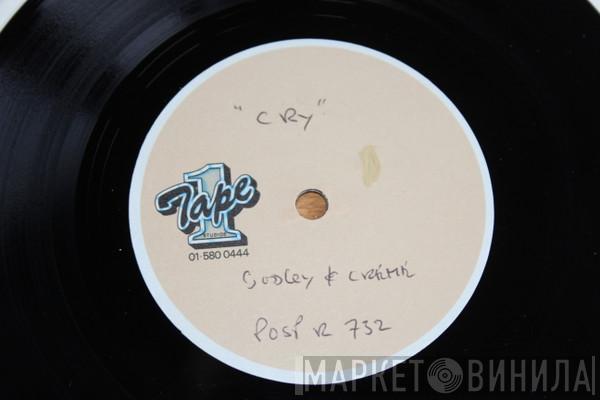 "CRY"
Tape 1
STUDIOS
01-580 0444
GODLEY & CREME
POSP R 732
МАРКЕТ ВИНИЛА